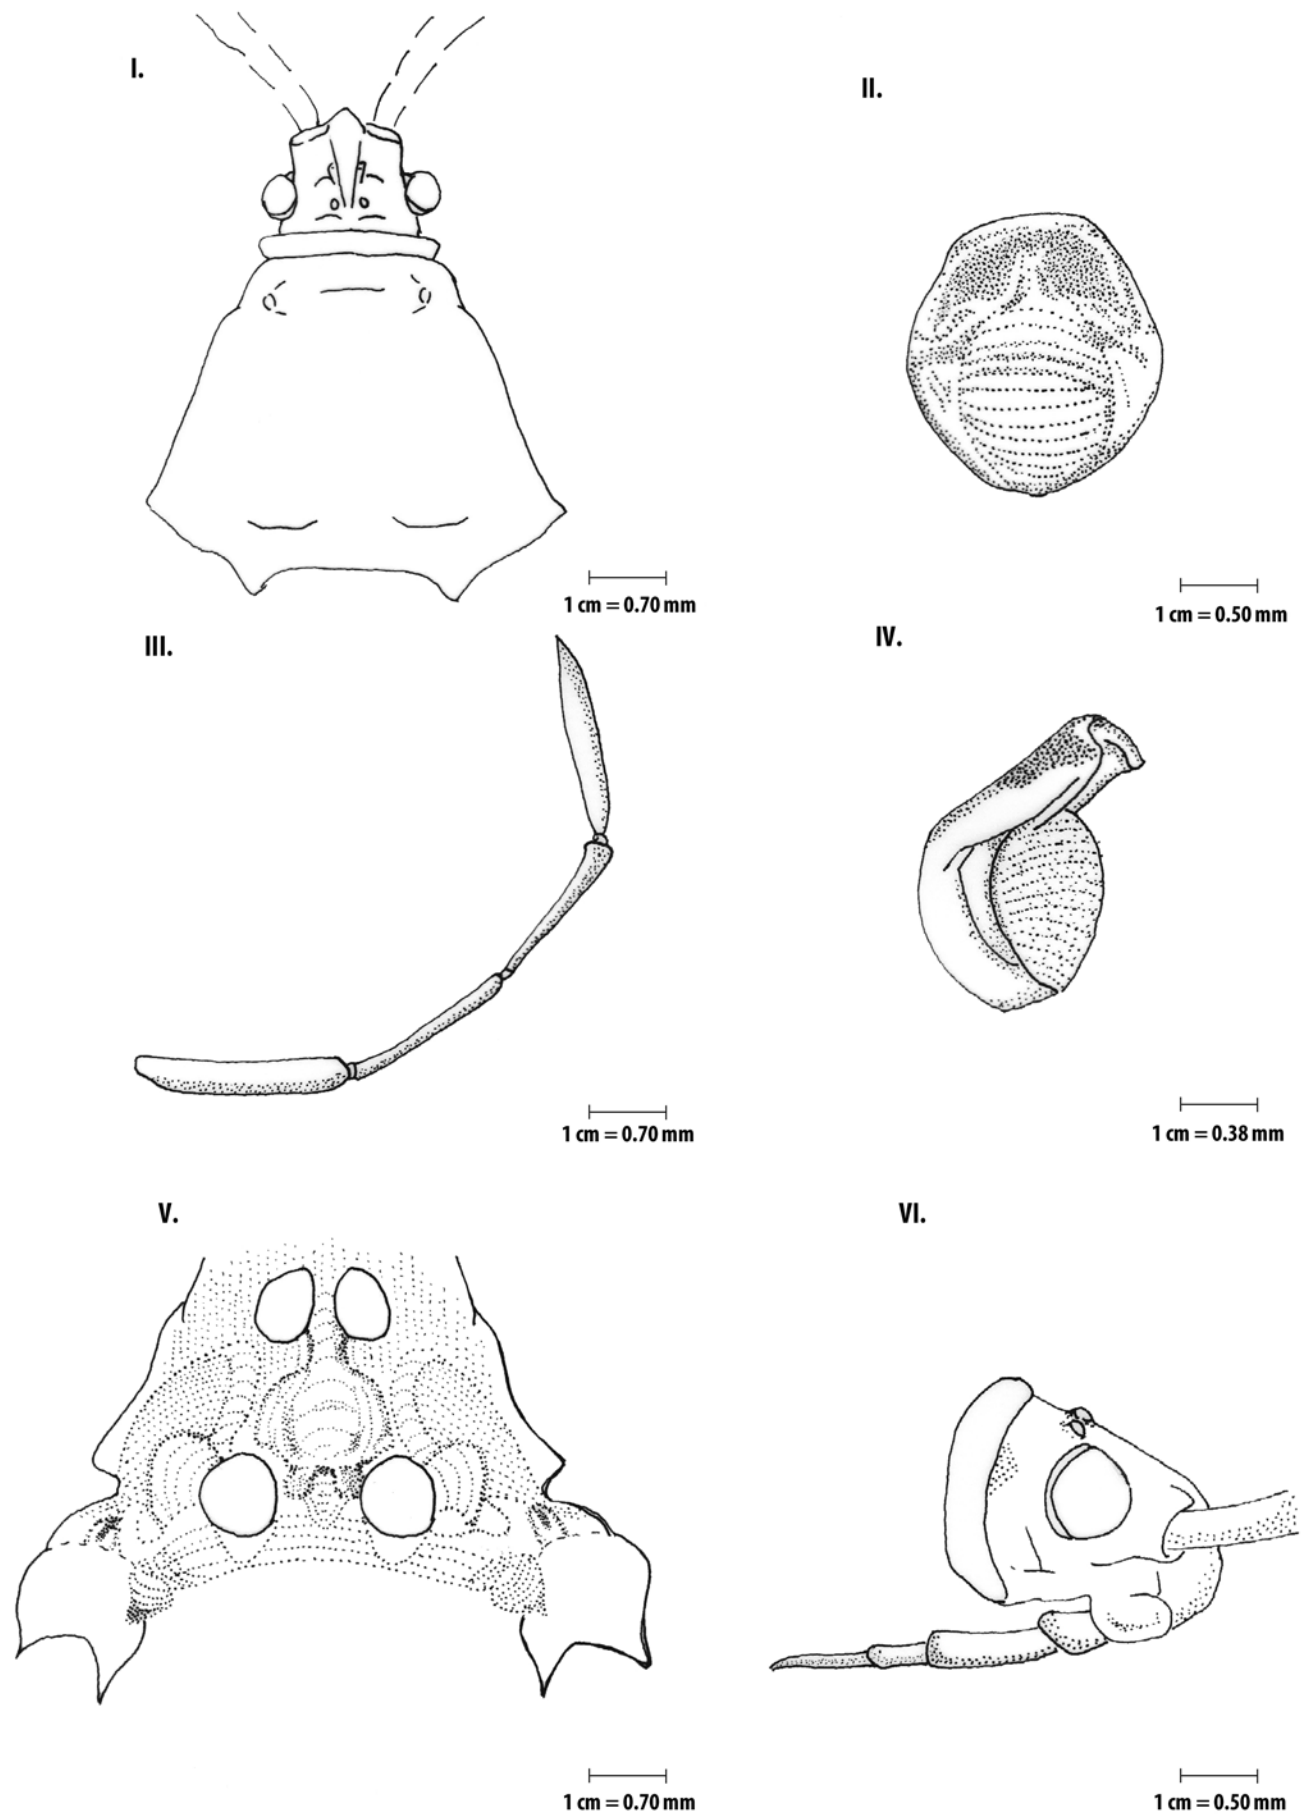 I.
II.
1 cm = 0.70 mm
1 cm = 0.50 mm
III.
IV.
1 cm = 0.70 mm
1 cm = 0.38 mm
V.
VI.
1 cm = 0.70 mm
1 cm = 0.50 mm